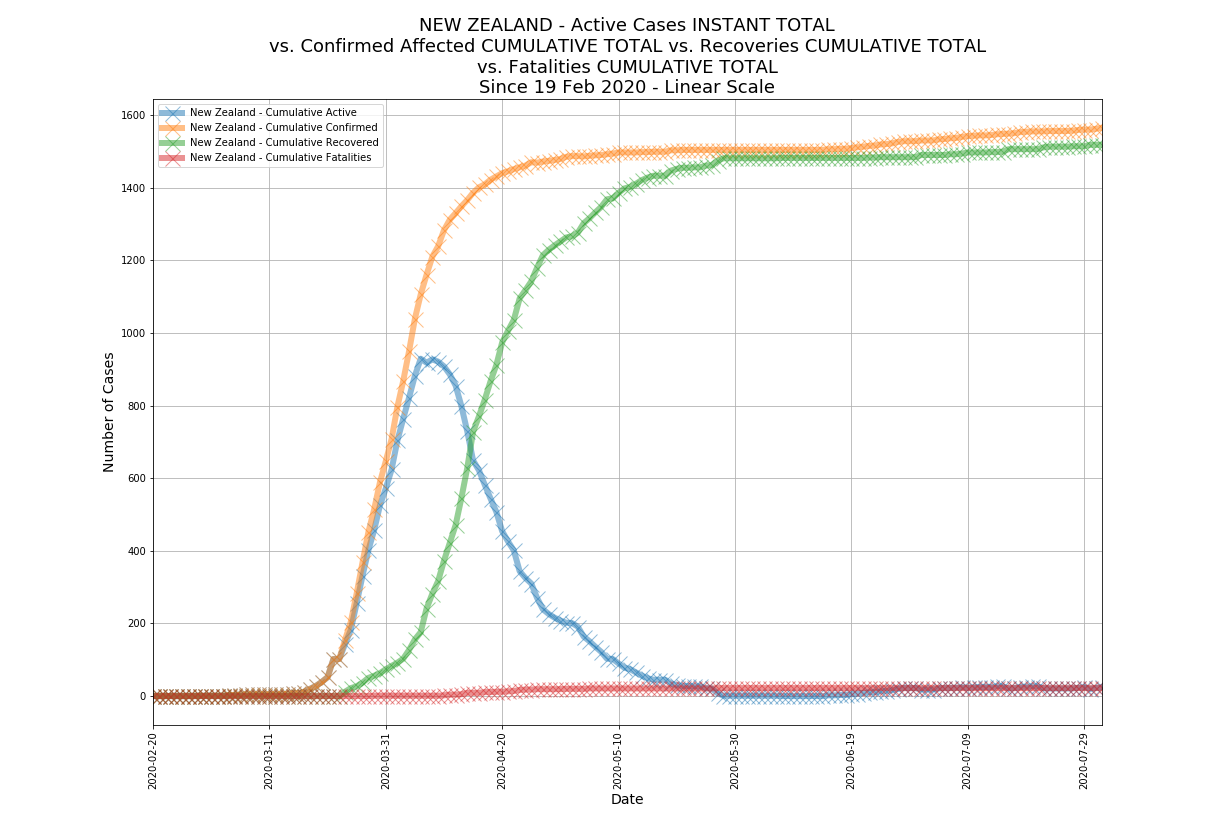 NEW ZEALAND - Active Cases INSTANT TOTAL
vs. Confirmed Affected CUMULATIVE TOTAL vs. Recoveries CUMULATIVE TOTAL
vs. Fatalities CUMULATIVE TOTAL
Since 19 Feb 2020 - Linear Scale
New Zealand - Cumulative Active
New Zealand - Cumulative Confirmed
New Zealand - Cumulative Recovered
New Zealand - Cumulative Fatalities
Number of Cases
1600
1400
1200
1000
800
600
400
200
0
2020-02-20
2020-03-11
2020-03-31
2020-04-20
2020-05-10
2020-05-30
2020-06-19
2020-07-09
2020-07-29
Date